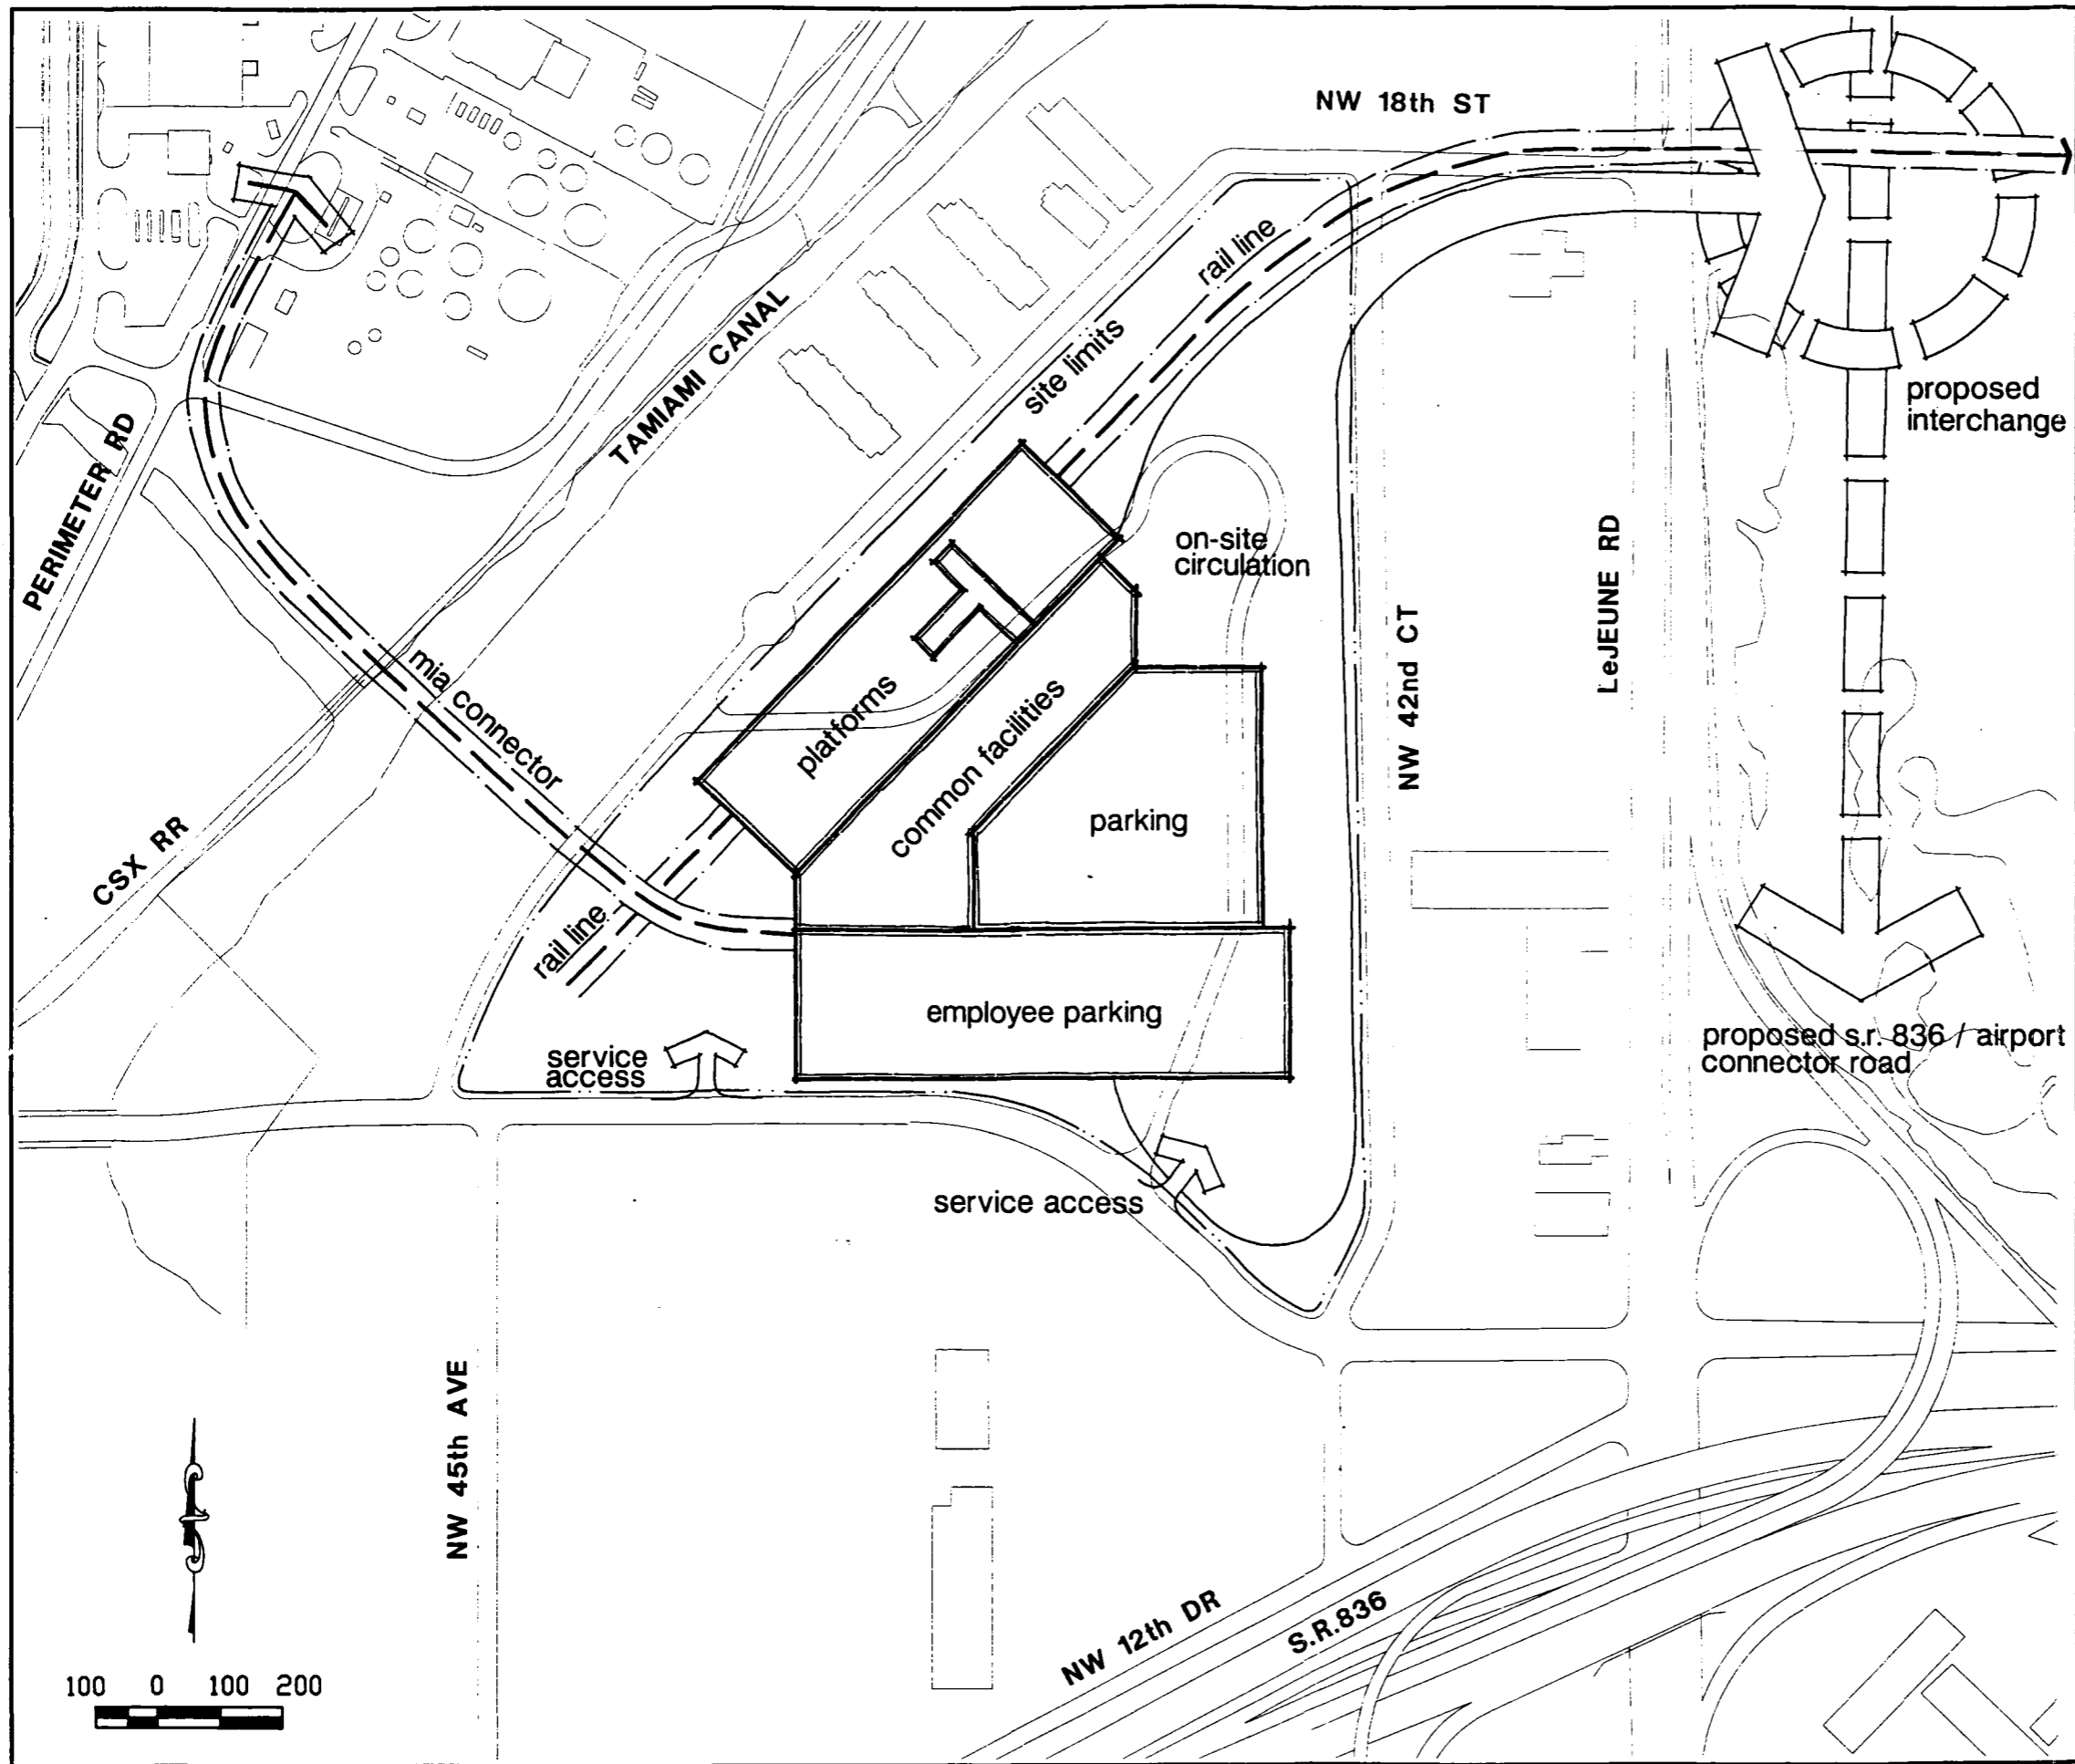 NW 18th ST
rail line
site limits
TAMIAMI CANAL
proposed
interchange
PERIMETER RD
on-site
circulation
LeJEUNE RD
NW 42nd CT
mia connector
platforms
common facilities
parking
CSX RR
rail line
employee parking
service
access
proposed s.r. 836 / airport
connector road
service access
NW 45th AVE
NW 12th DR
S.R.836
100 0 100 200